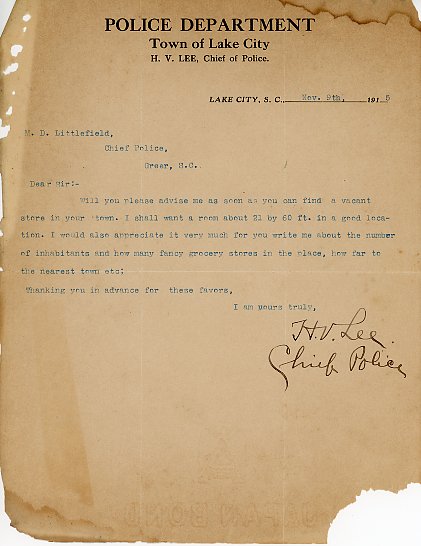 POLICE DEPARTMENT
Town of Lake City
H. V. LEE, Chief of Police.
LAKE CITY, S. C., Nov. 9th, 1915
M. D. Littlefield,
Chief Police,
Greer, S.C.
Dear Sir:-
Will you please advise me as soon as you can find a vacant
store in your town. I shall want a room about 21 by 60 ft. in a good loca-
tion. I would also appreciate it very much for you write me about the number
of inhabitants and how many fancy grocery stores in the place, how far to
the nearest town etc;
Thanking you in advance for these favors,
I am yours truly,
H.V. Lee.
Chief Police
JAPAN BOND